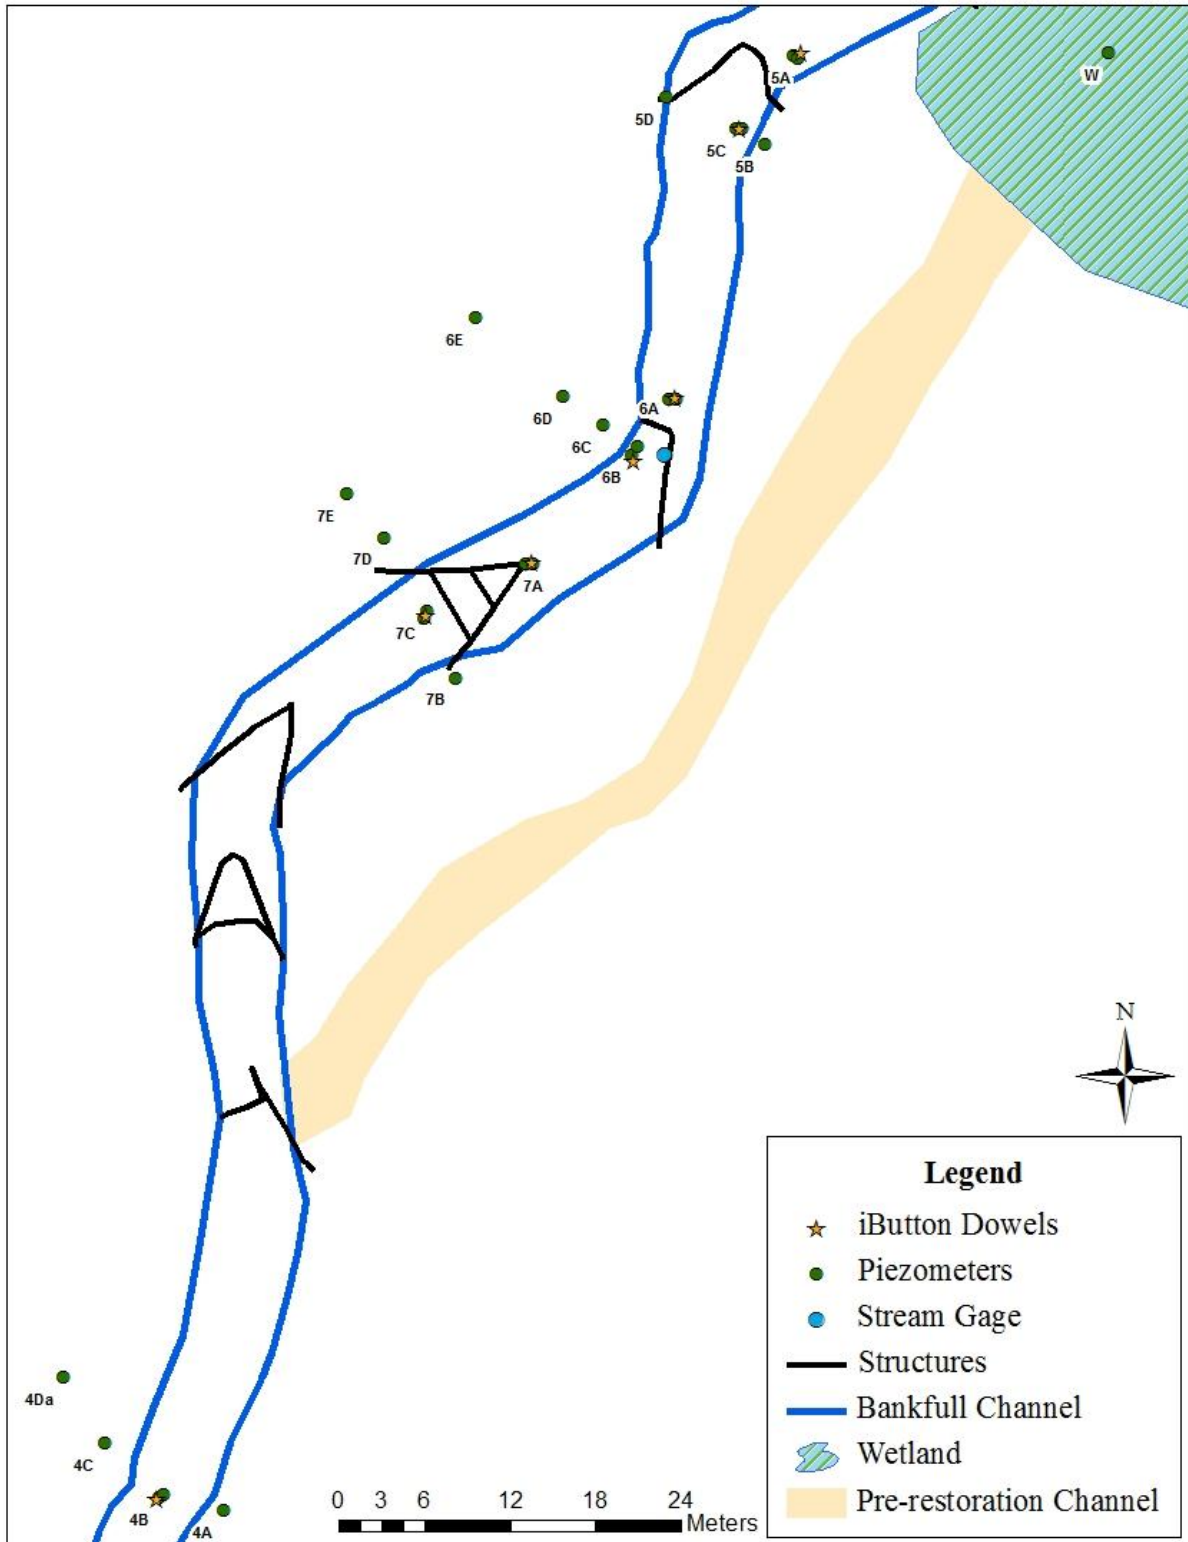 5A
W
5D
5C
5B
6E
6A
6D
6C
6B
7E
7D
7A
7C
7B
N
Legend
iButton Dowels
Piezometers
Stream Gage
Structures
Bankfull Channel
Wetland
Pre-restoration Channel
4Da
4C
4B
4A
0 3 6 12 18 24
Meters